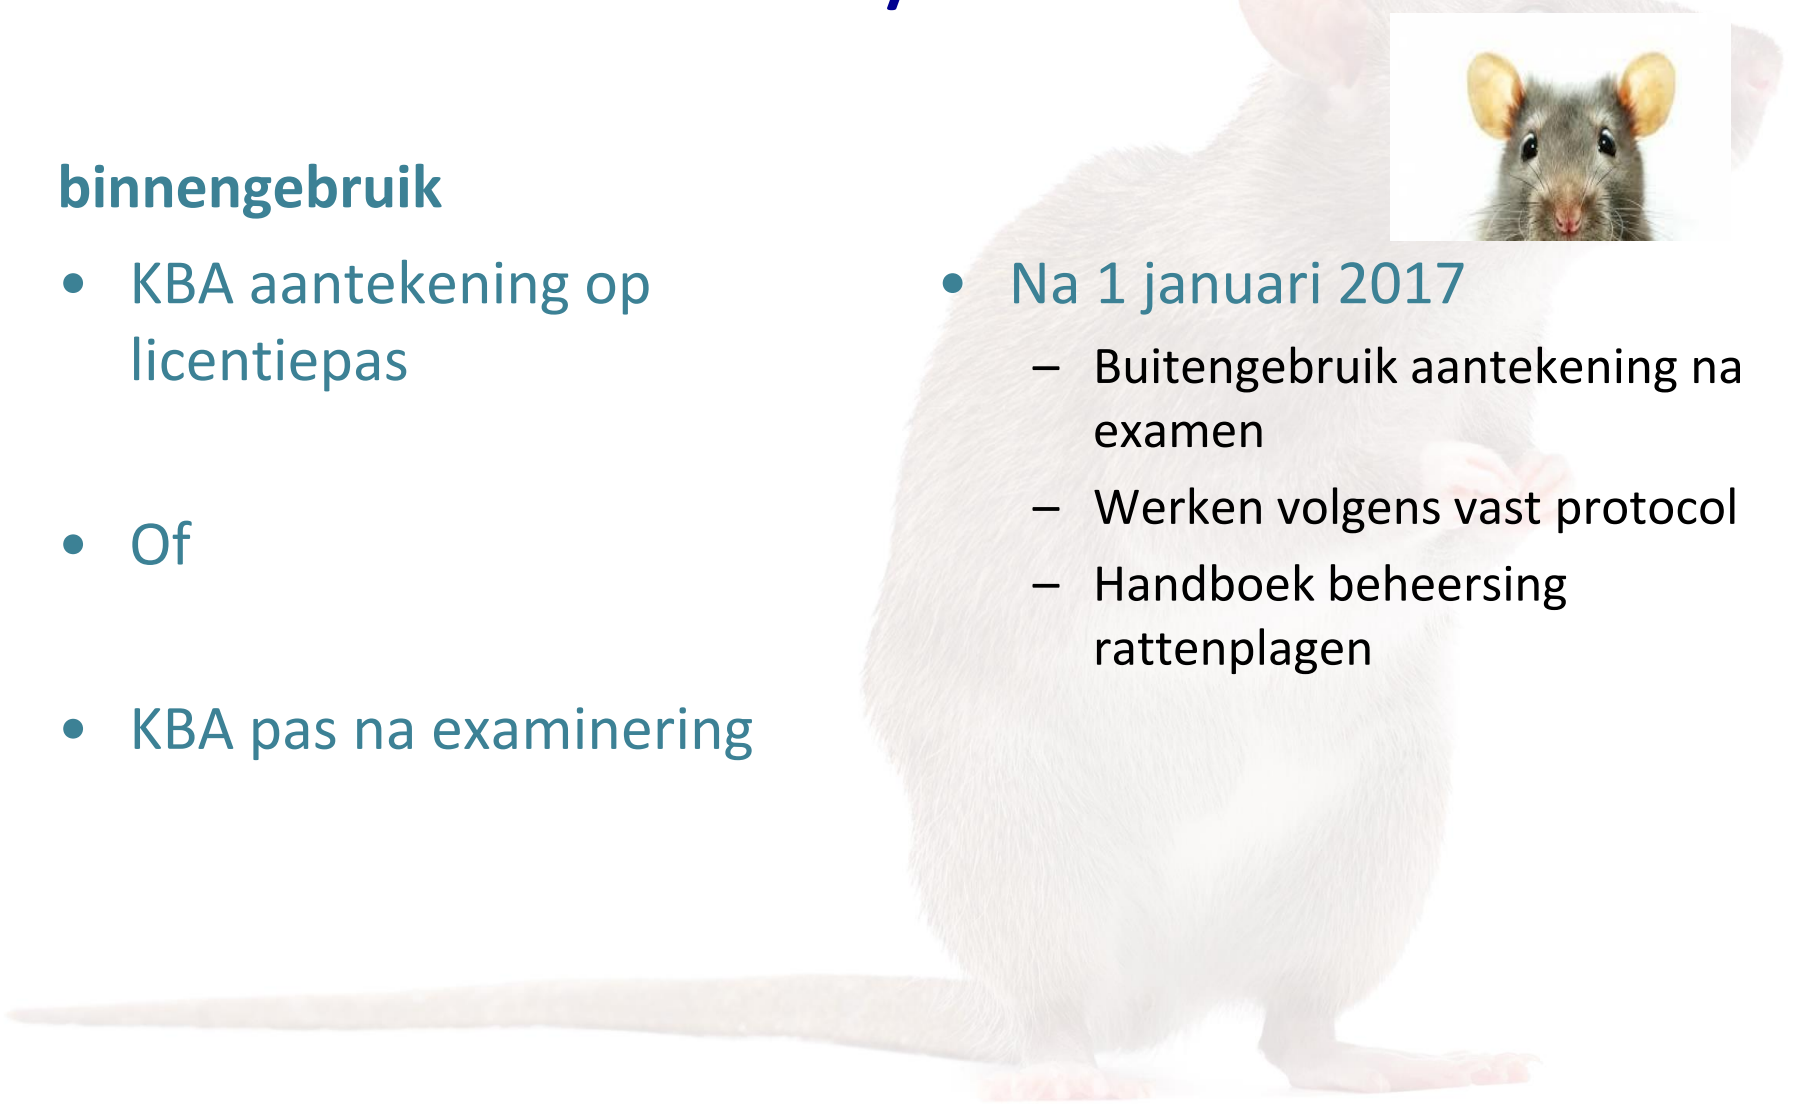 binnengebruik
• KBA aantekening op
licentiepas
• Of
• KBA pas na examinering
• Na 1 januari 2017
– Buitengebruik aantekening na
examen
– Werken volgens vast protocol
– Handboek beheersing
rattenplagen